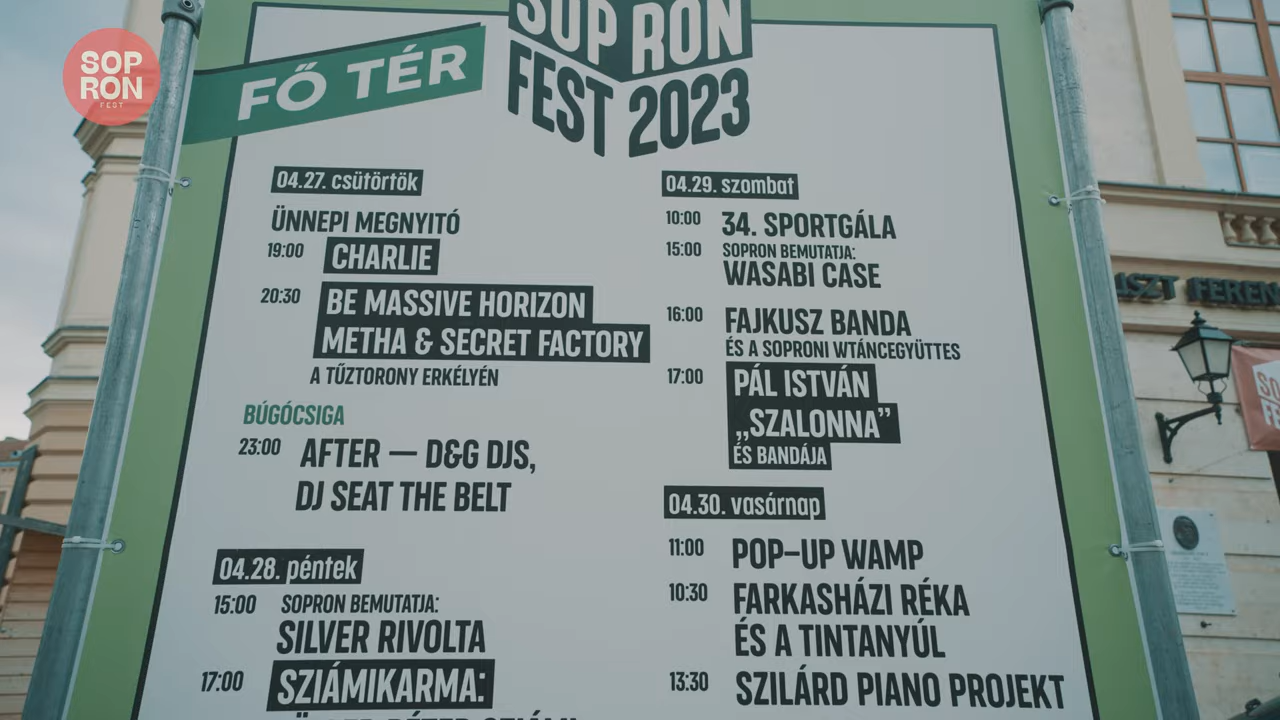 SOP
RON
FEST
FŐ TÉR
SOP RON
FEST 2023
04.27. csütörtök
ÜNNEPI MEGNYITÓ
19:00 CHARLIE
20:30 BE MASSIVE HORIZON
METHA & SECRET FACTORY
A TŰZTORONY ERKÉLYÉN
BÚGÓCSIGA
23:00 AFTER — D&G DJS,
DJ SEAT THE BELT
04.28. péntek
15:00 SOPRON BEMUTATJA:
SILVER RIVOLTA
17:00 SZIÁMIKARMA:
04.29. szombat
10:00 34. SPORTGÁLA
15:00 SOPRON BEMUTATJA:
WASABI CASE
16:00 FAJKUSZ BANDA
ÉS A SOPRONI WTÁNCEGYÜTTES
17:00 PÁL ISTVÁN
„SZALONNA”
ÉS BANDÁJA
04.30. vasárnap
11:00 POP–UP WAMP
10:30 FARKASHÁZI RÉKA
ÉS A TINTANYÚL
13:30 SZILÁRD PIANO PROJEKT